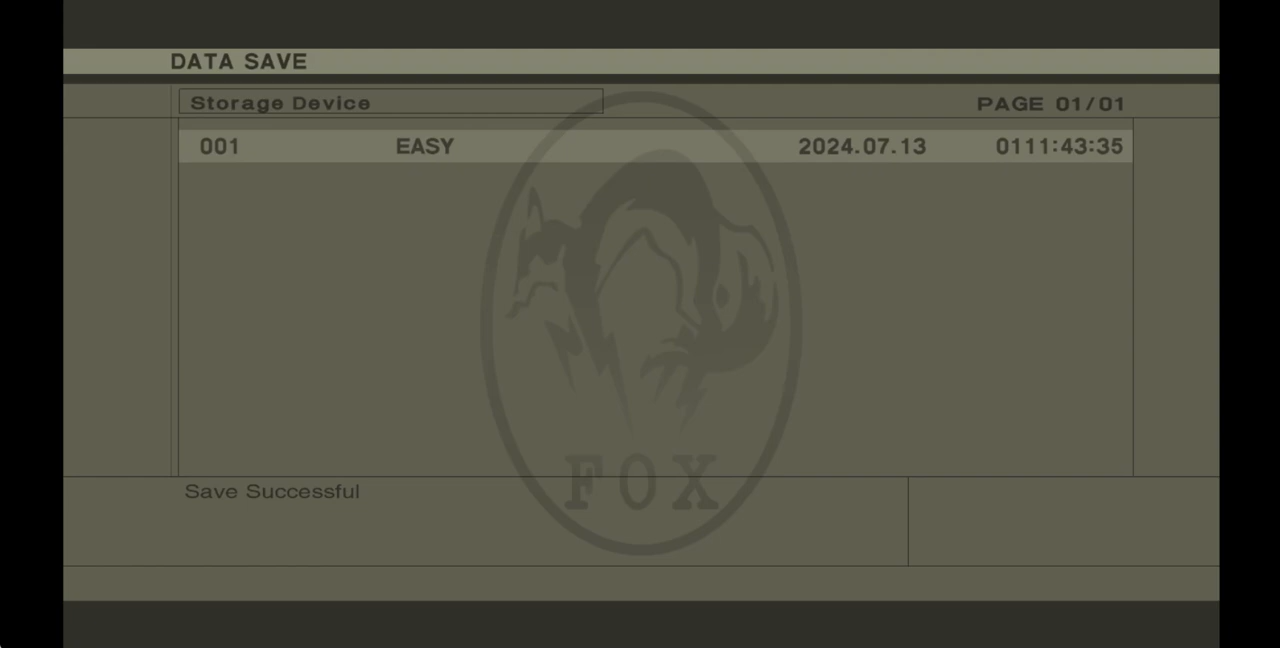 DATA SAVE
Storage Device PAGE 01/01
001 EASY 2024.07.13 0111:43:35
FOX
Save Successful